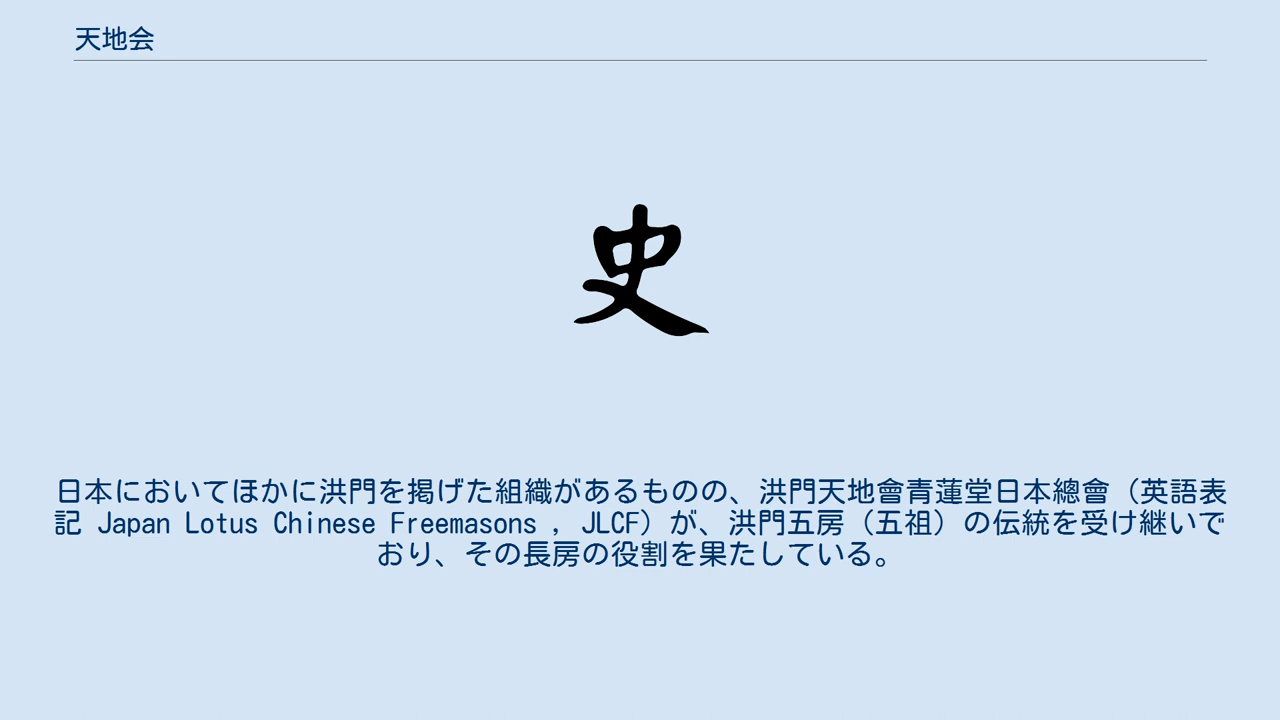 天地会
史
日本においてほかに洪門を掲げた組織があるものの、洪門天地會青蓮堂日本總會（英語表
記 Japan Lotus Chinese Freemasons , JLCF）が、洪門五房（五祖）の伝統を受け継いで
おり、その長房の役割を果たしている。